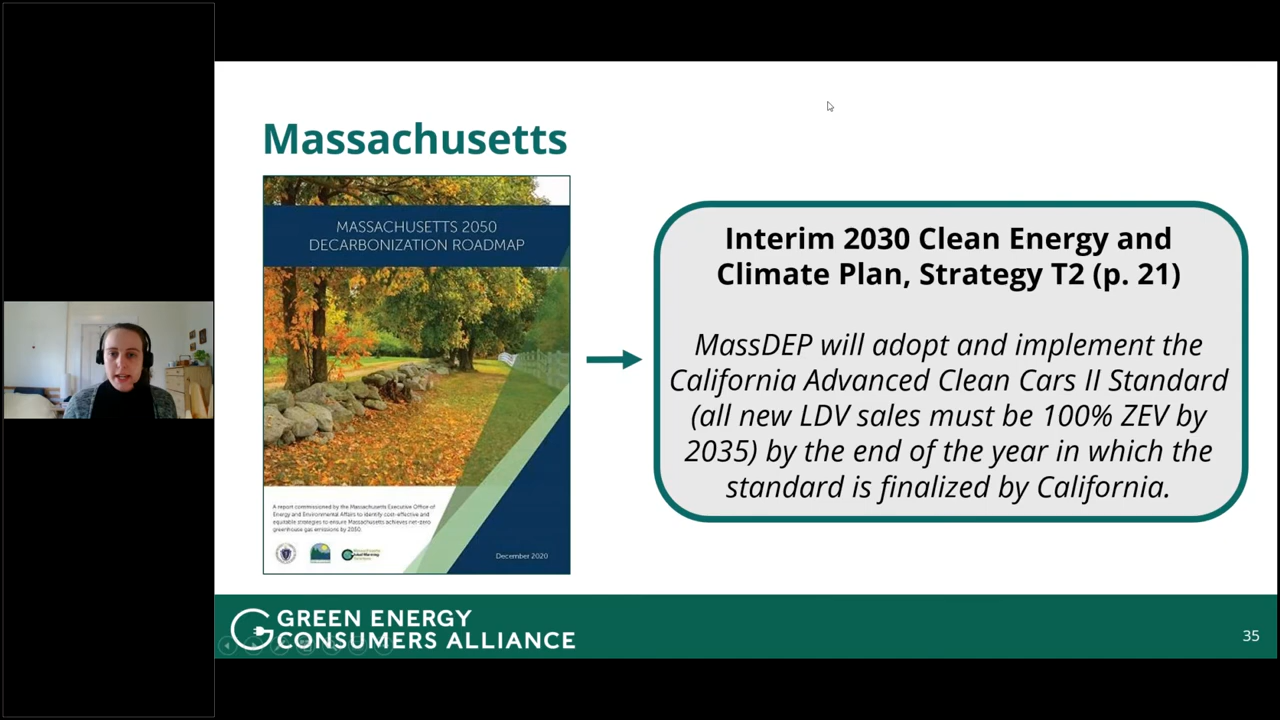 Massachusetts
MASSACHUSETTS 2050
DECARBONIZATION ROADMAP
A report commissioned by the Massachusetts Executive Office of
Energy and Environmental Affairs to identify cost-effective and
equitable strategies to ensure Massachusetts achieves net-zero
greenhouse gas emissions by 2050.
December 2020
Interim 2030 Clean Energy and
Climate Plan, Strategy T2 (p. 21)
MassDEP will adopt and implement the
California Advanced Clean Cars II Standard
(all new LDV sales must be 100% ZEV by
2035) by the end of the year in which the
standard is finalized by California.
GREEN ENERGY
CONSUMERS ALLIANCE
35